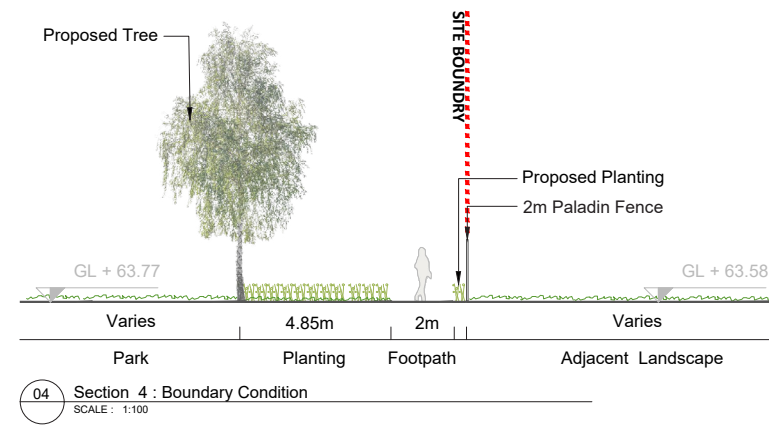 Proposed Tree
SITE BOUNDRY
Proposed Planting
2m Paladin Fence
GL + 63.77
GL + 63.58
Varies
4.85m
2m
Varies
Park
Planting
Footpath
Adjacent Landscape
04
Section 4 : Boundary Condition
SCALE : 1:100